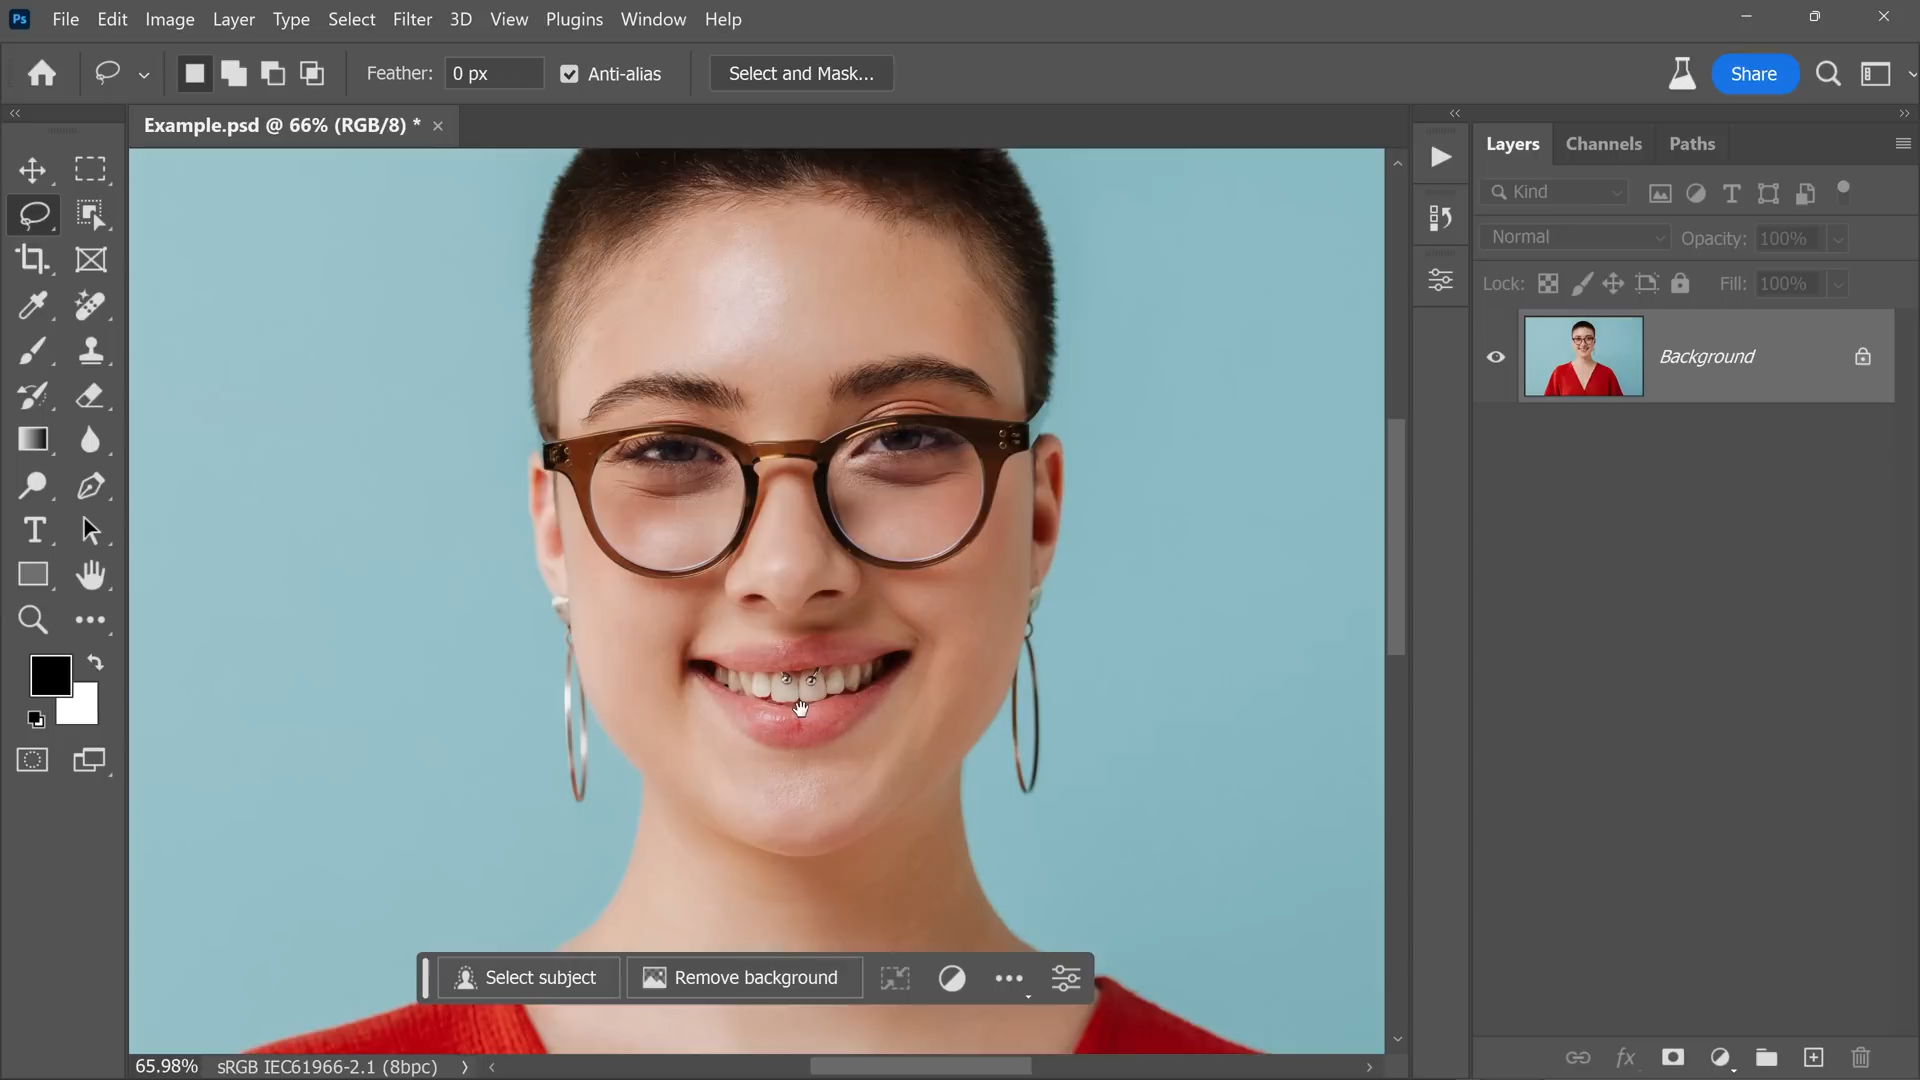 Ps File Edit Image Layer Type Select Filter 3D View Plugins Window Help
Feather: 0 px Anti-alias Select and Mask... Share
Example.psd @ 66% (RGB/8) *
Layers Channels Paths
Kind
Normal Opacity: 100%
Lock: Fill: 100%
Background
Select subject Remove background
65.98% sRGB IEC61966-2.1 (8bpc)
fx